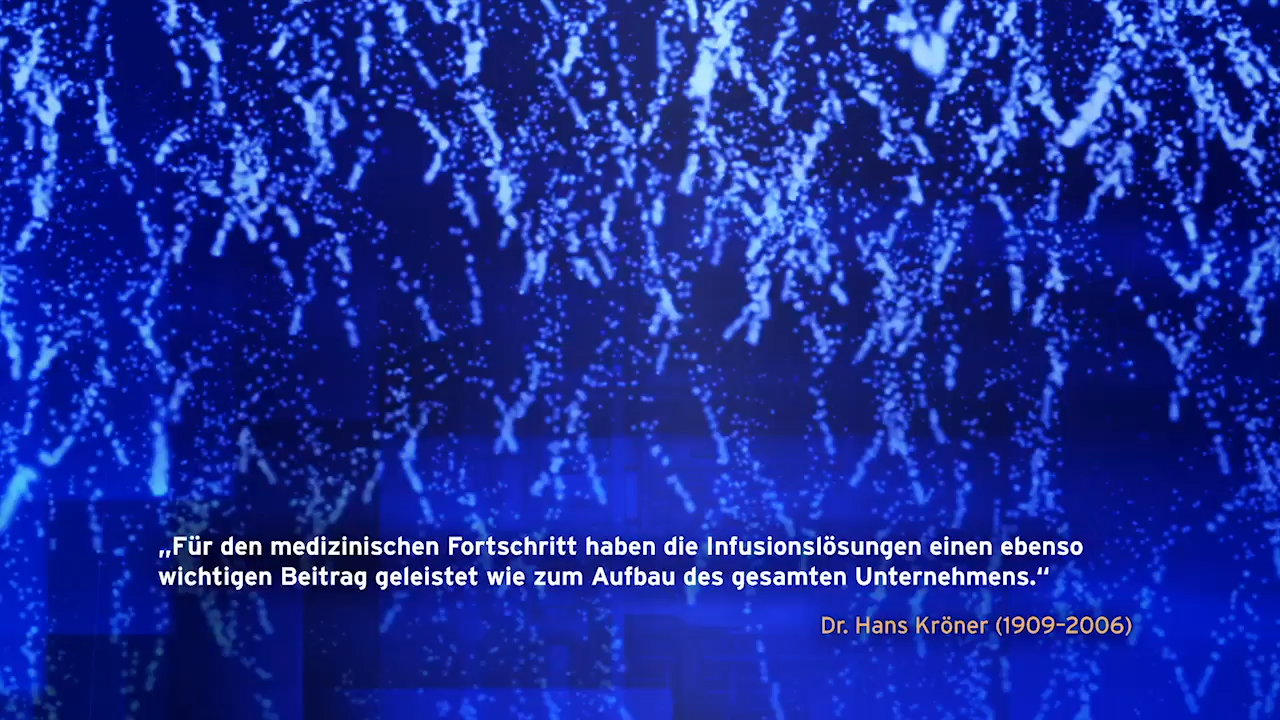 „Für den medizinischen Fortschritt haben die Infusionslösungen einen ebenso
wichtigen Beitrag geleistet wie zum Aufbau des gesamten Unternehmens.“
Dr. Hans Kröner (1909–2006)